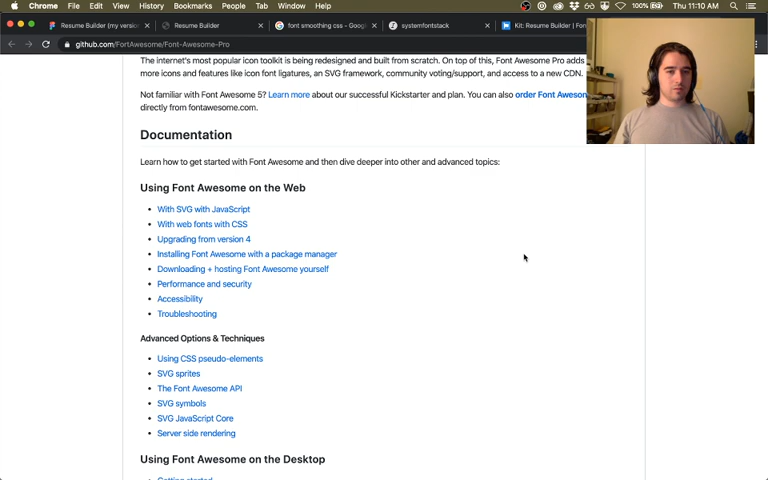 Chrome File Edit View History Bookmarks People Tab Window Help 100% Thu 11:10 AM
Resume Builder (my version Resume Builder font smoothing css - Goog systemfontstack Kit: Resume Builder | Font
github.com/FortAwesome/Font-Awesome-Pro
The internet's most popular icon toolkit is being redesigned and built from scratch. On top of this, Font Awesome Pro adds
more icons and features like icon font ligatures, an SVG framework, community voting/support, and access to a new CDN.
Not familiar with Font Awesome 5? Learn more about our successful Kickstarter and plan. You can also order Font Aweson
directly from fontawesome.com.
Documentation
Learn how to get started with Font Awesome and then dive deeper into other and advanced topics:
Using Font Awesome on the Web
• With SVG with JavaScript
• With web fonts with CSS
• Upgrading from version 4
• Installing Font Awesome with a package manager
• Downloading + hosting Font Awesome yourself
• Performance and security
• Accessibility
• Troubleshooting
Advanced Options & Techniques
• Using CSS pseudo-elements
• SVG sprites
• The Font Awesome API
• SVG symbols
• SVG JavaScript Core
• Server side rendering
Using Font Awesome on the Desktop
Getting started